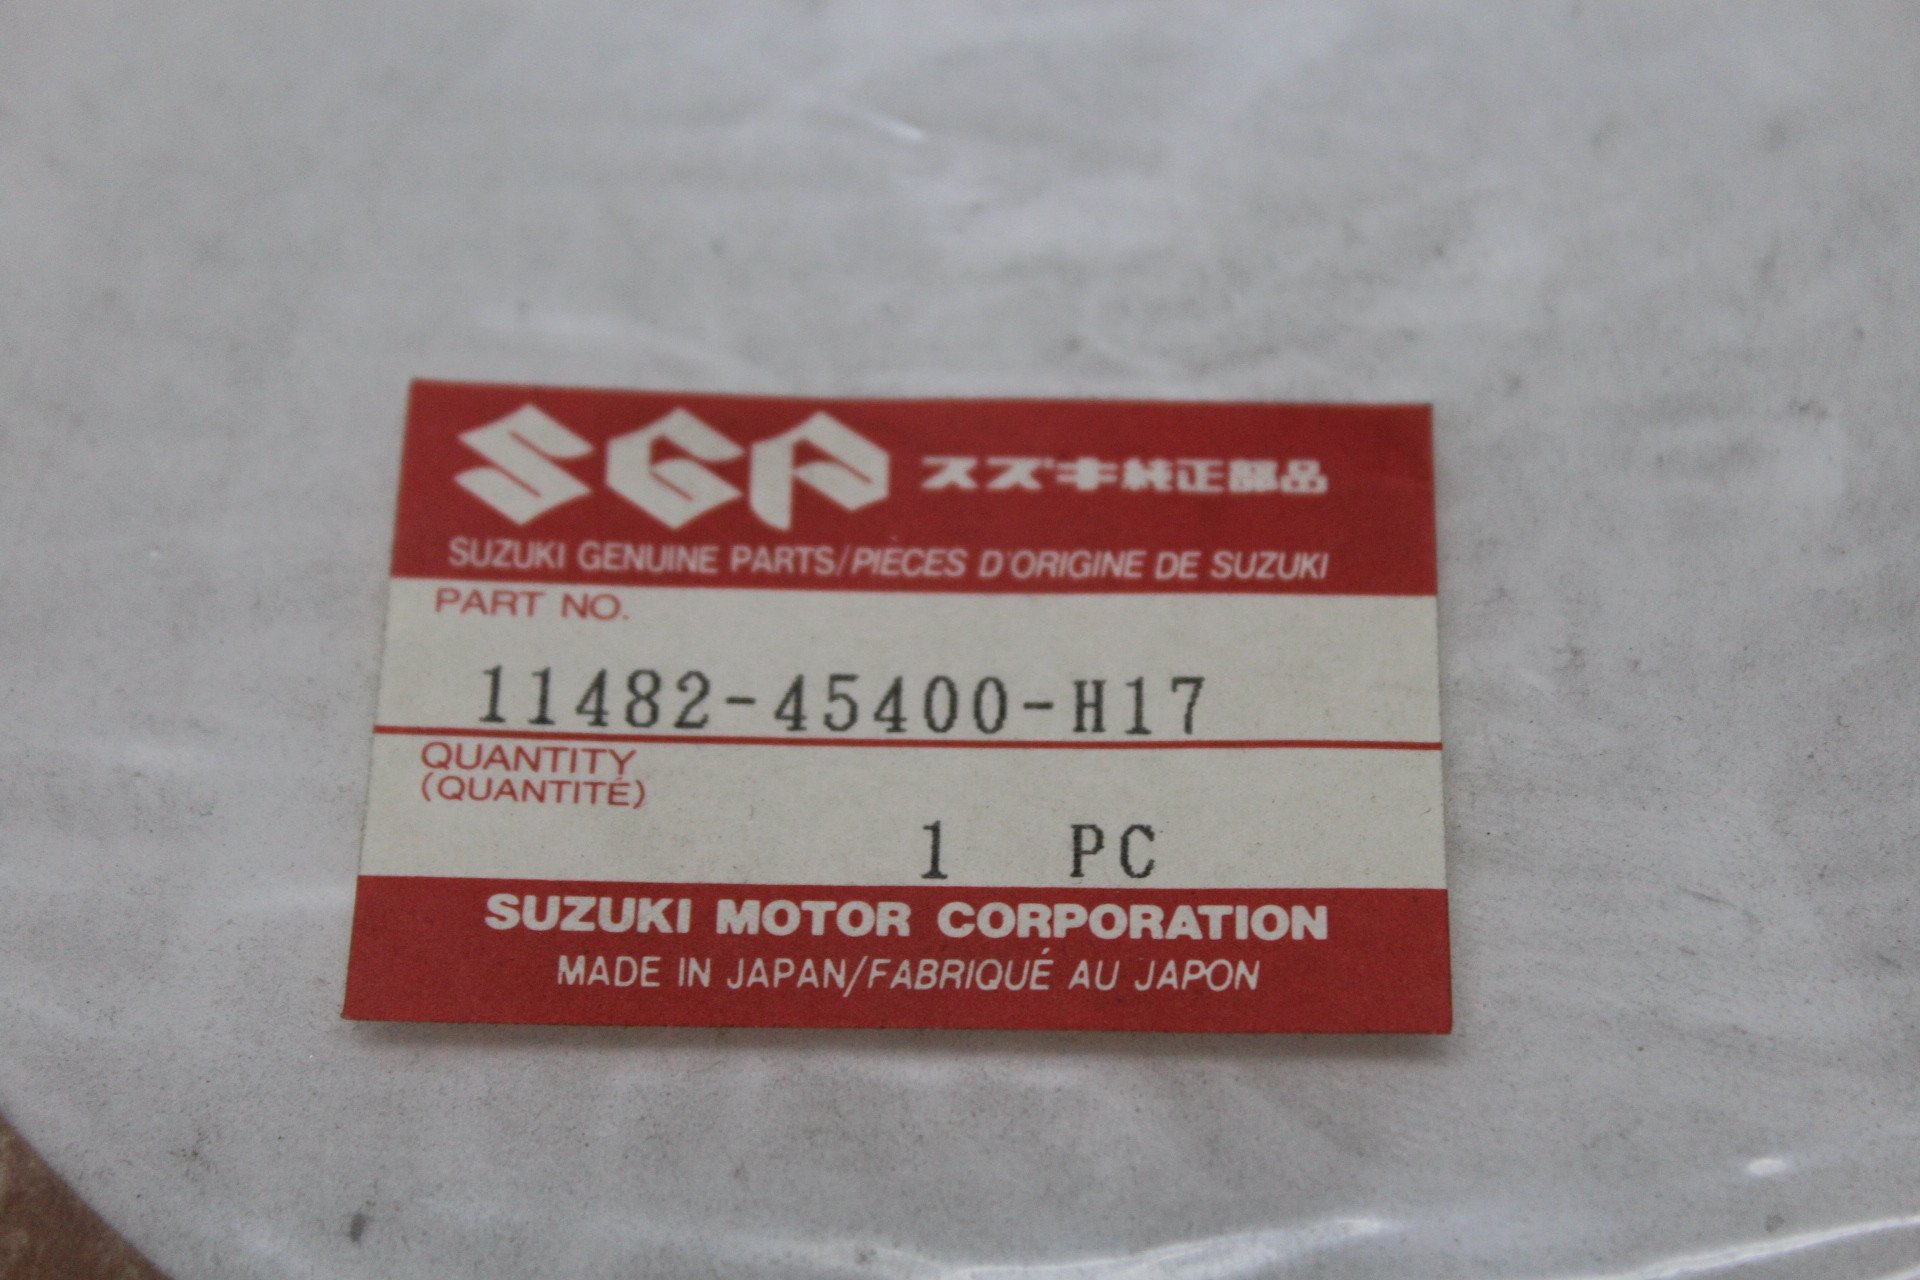 SGP スズキ純正部品
SUZUKI GENUINE PARTS/PIÈCES D'ORIGINE DE SUZUKI
PART NO.
11482-45400-H17
QUANTITY
(QUANTITÉ)
1 PC
SUZUKI MOTOR CORPORATION
MADE IN JAPAN/FABRIQUÉ AU JAPON